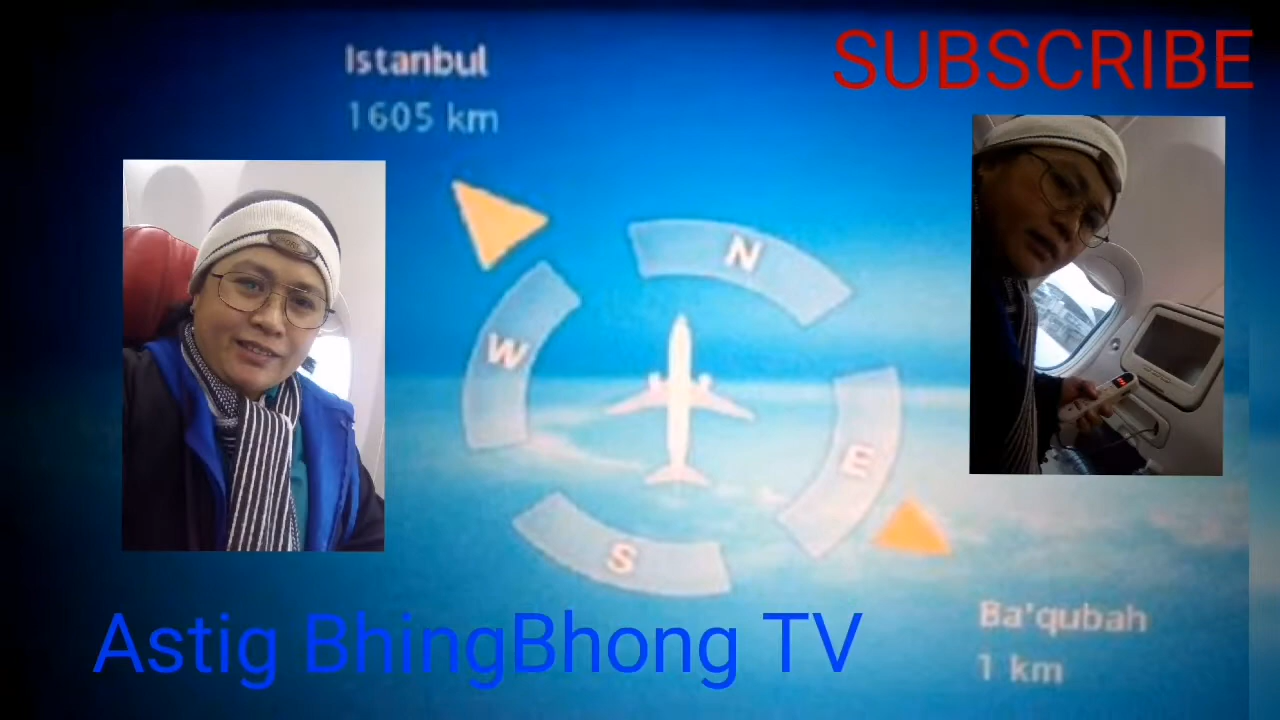 SUBSCRIBE
Istanbul
1605 km
N
W
E
S
Ba'qubah
1 km
Astig BhingBhong TV